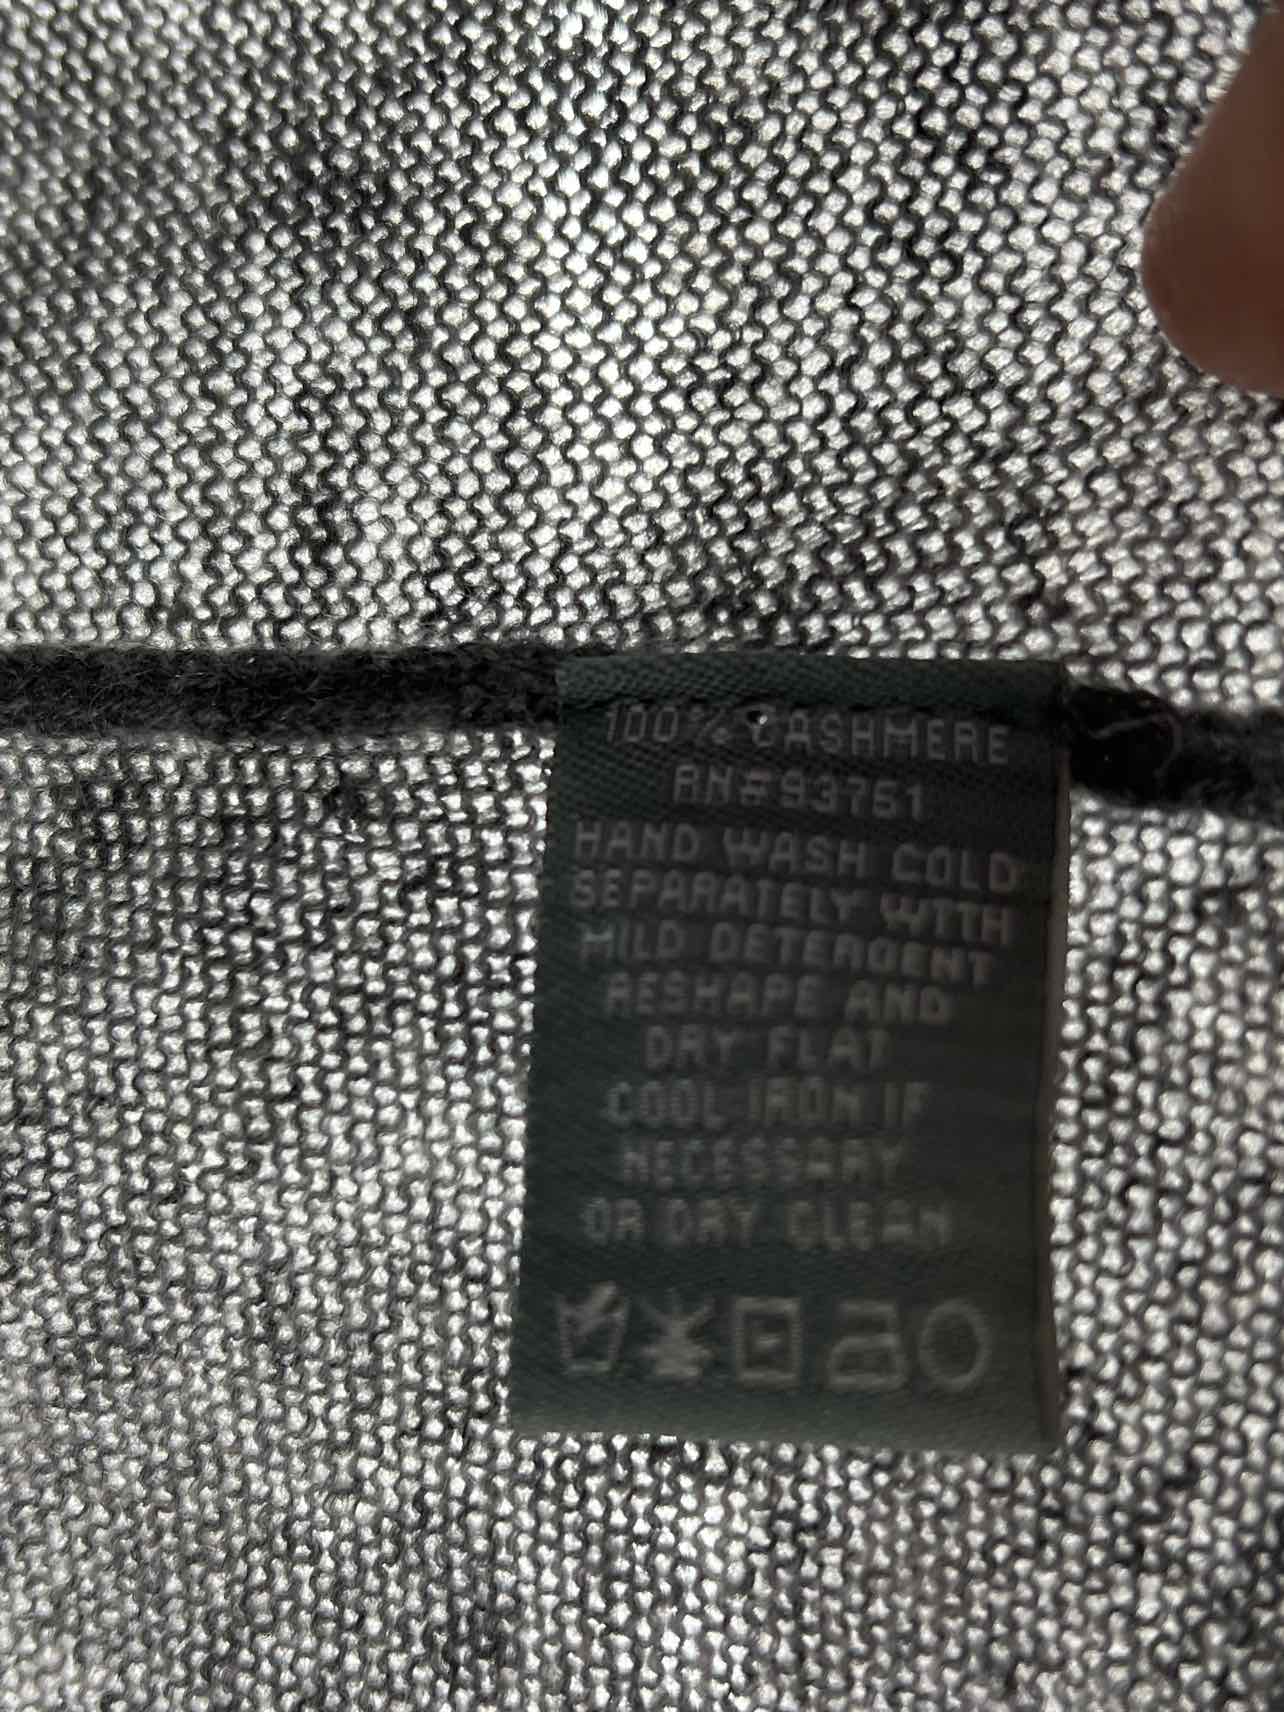 100% CASHMERE
RN#93751
HAND WASH COLD
SEPARATELY WITH
MILD DETERGENT
RESHAPE AND
DRY FLAT
COOL IRON IF
NECESSARY
OR DRY CLEAN